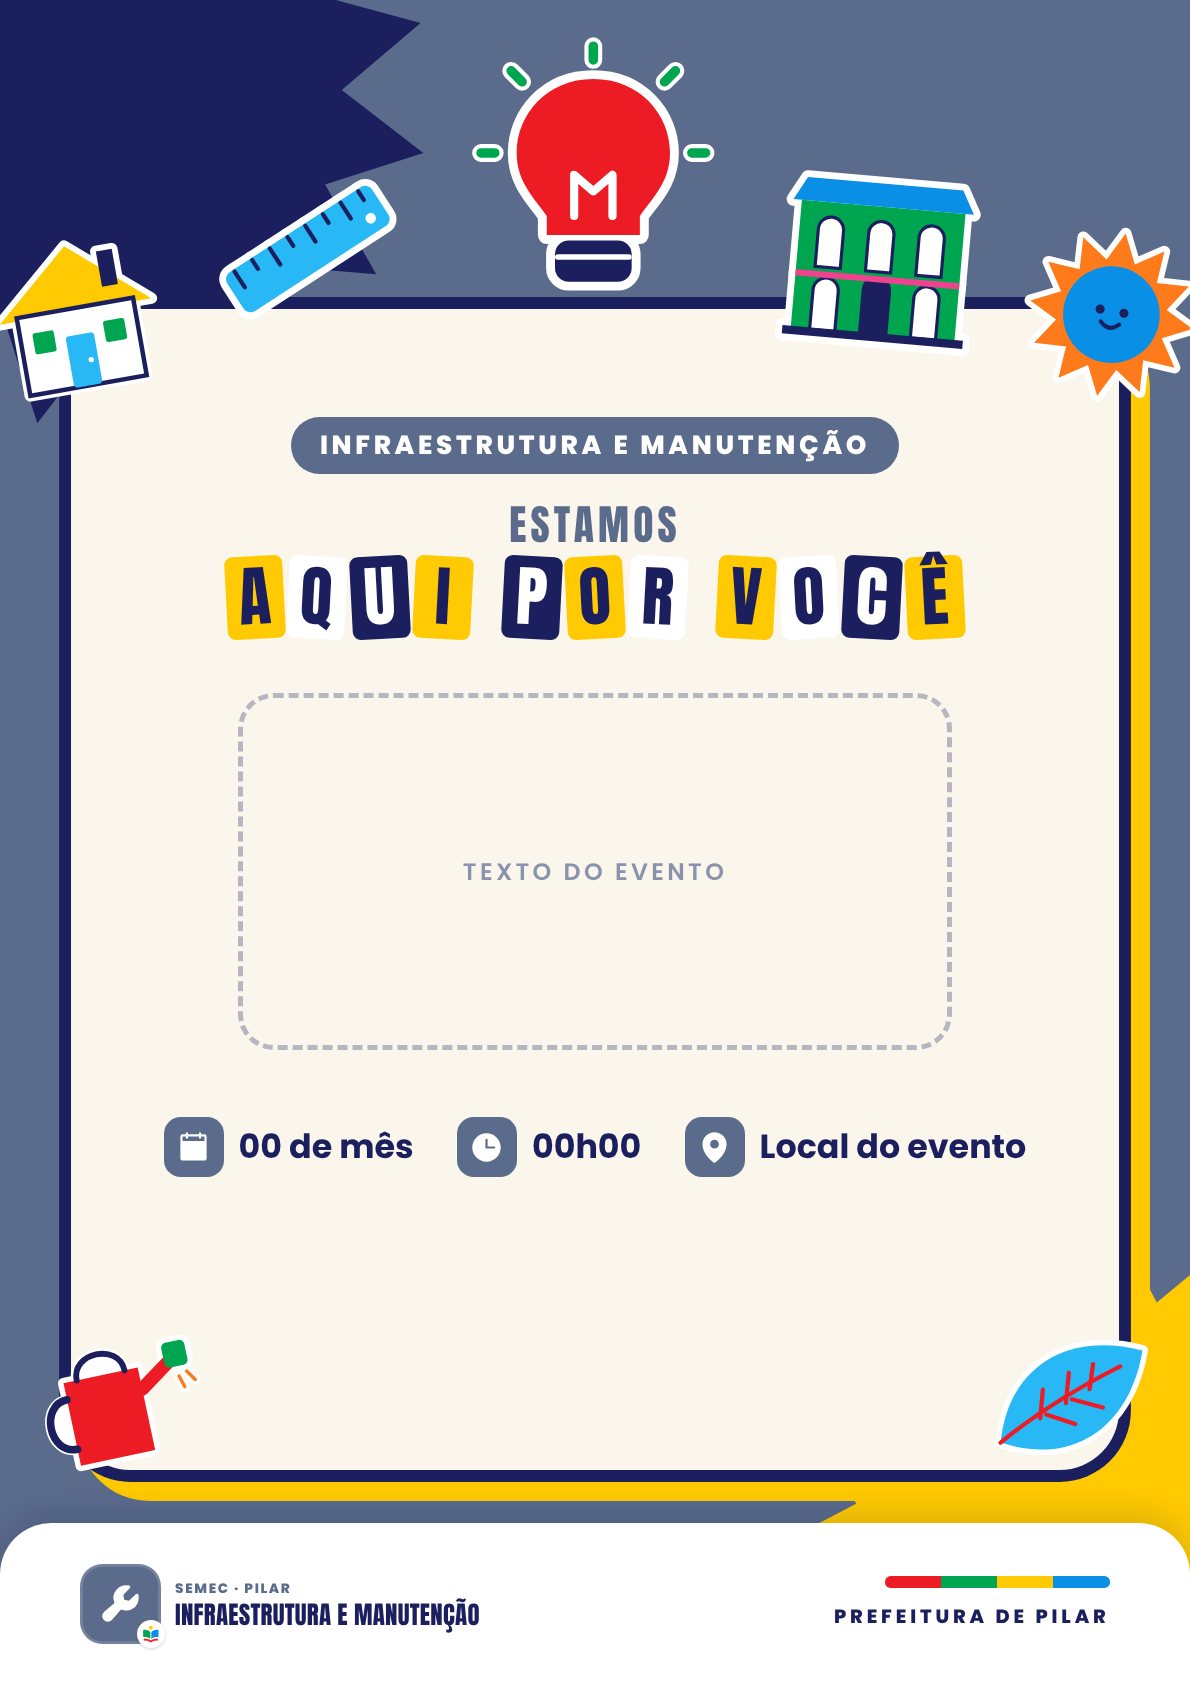 M
INFRAESTRUTURA E MANUTENÇÃO
ESTAMOS
AQUI POR VOCÊ
TEXTO DO EVENTO
00 de mês 00h00 Local do evento
SEMEC · PILAR
INFRAESTRUTURA E MANUTENÇÃO
PREFEITURA DE PILAR